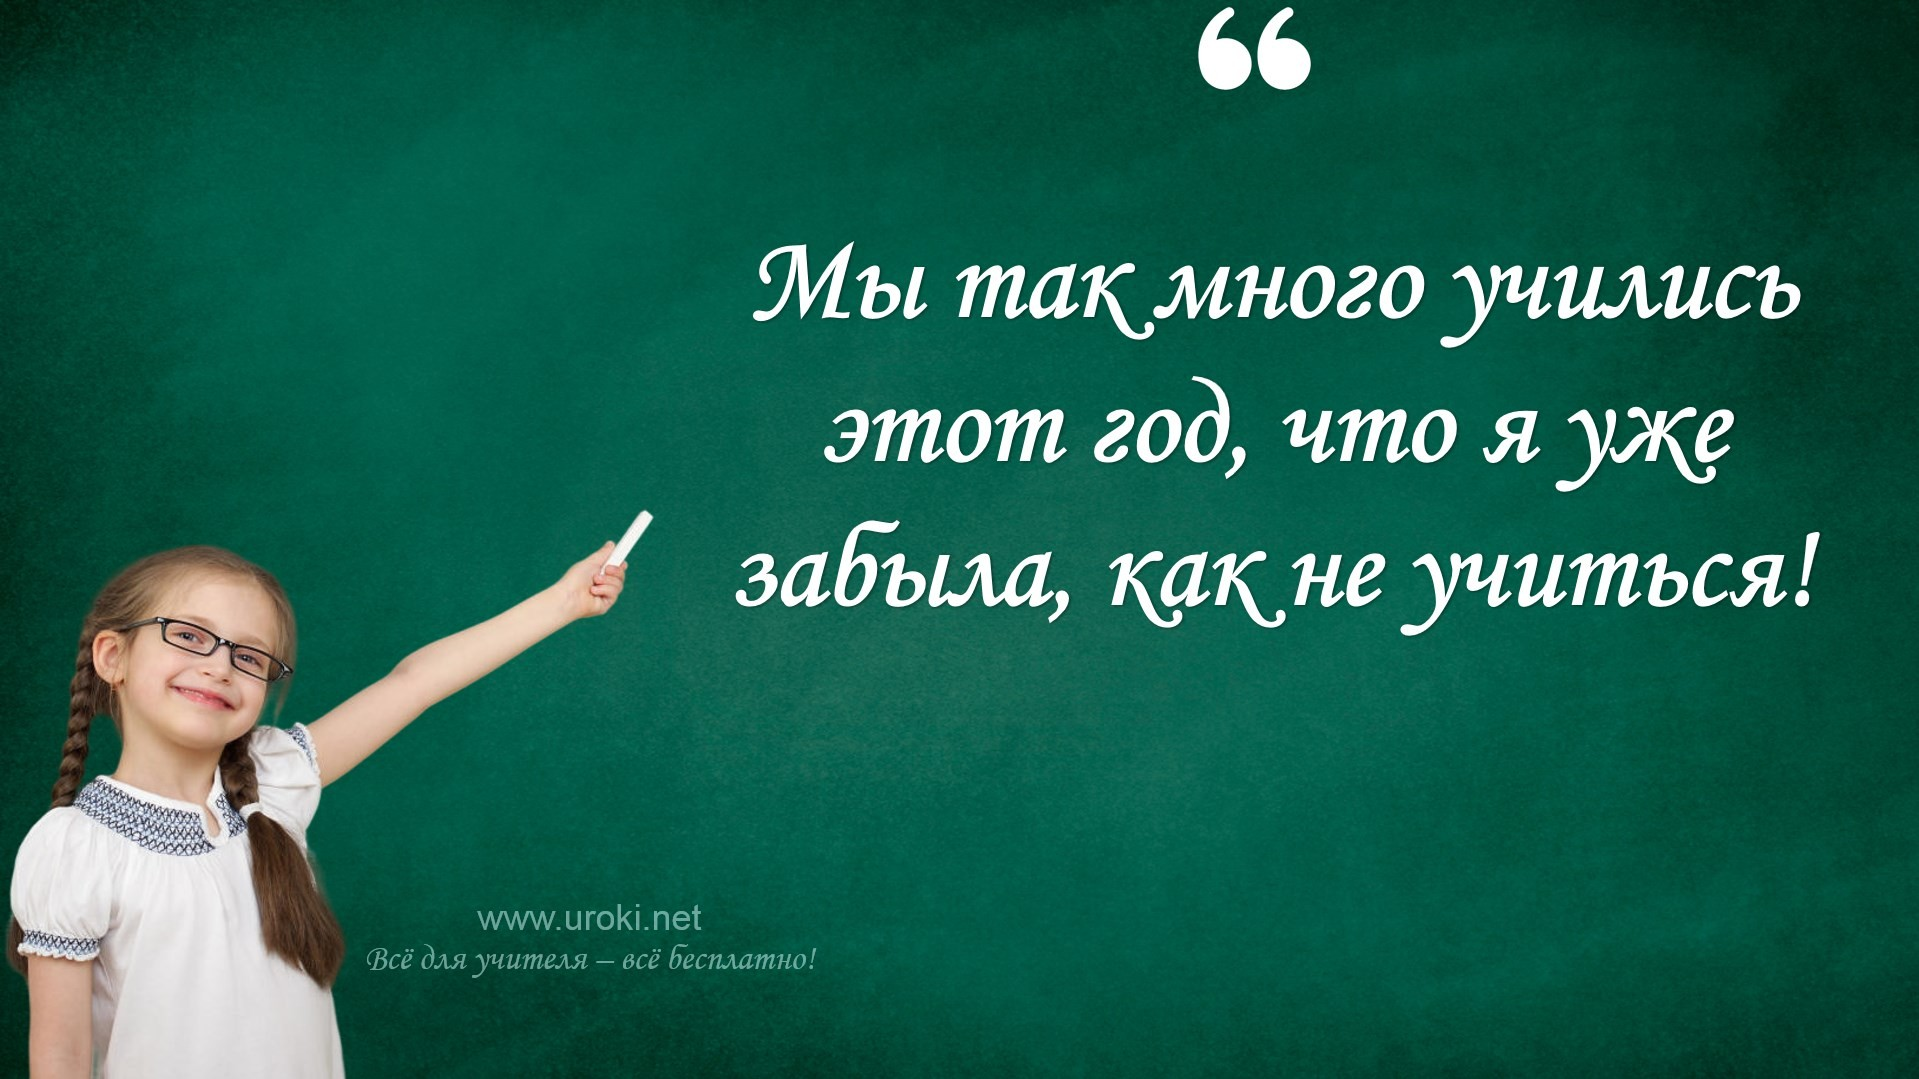 “
Мы так много учились
этот год, что я уже
забыла, как не учиться!
www.uroki.net
Всё для учителя – всё бесплатно!